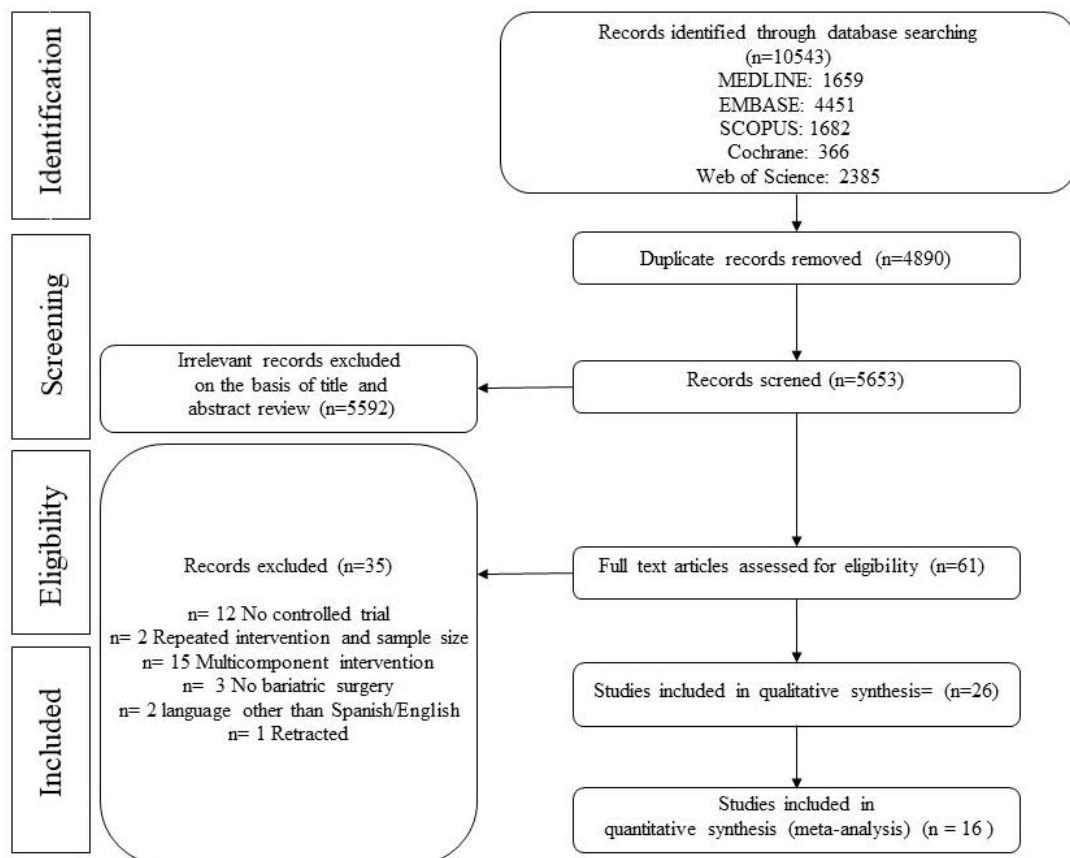 Identification
Records identified through database searching
(n=10543)
MEDLINE: 1659
EMBASE: 4451
SCOPUS: 1682
Cochrane: 366
Web of Science: 2385
Screening
Duplicate records removed (n=4890)
Irrelevant records excluded
on the basis of title and
abstract review (n=5592)
Records screned (n=5653)
Eligibility
Records excluded (n=35)
n= 12 No controlled trial
n= 2 Repeated intervention and sample size
n= 15 Multicomponent intervention
n= 3 No bariatric surgery
n= 2 language other than Spanish/English
n= 1 Retracted
Full text articles assessed for eligibility (n=61)
Included
Studies included in qualitative synthesis= (n=26)
Studies included in
quantitative synthesis (meta-analysis) (n = 16 )